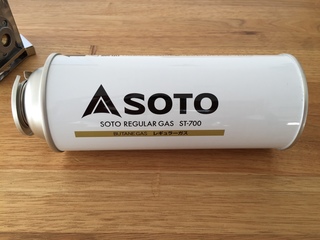 SOTO
SOTO REGULAR GAS ST-700
BUTANE GAS レギュラーガス